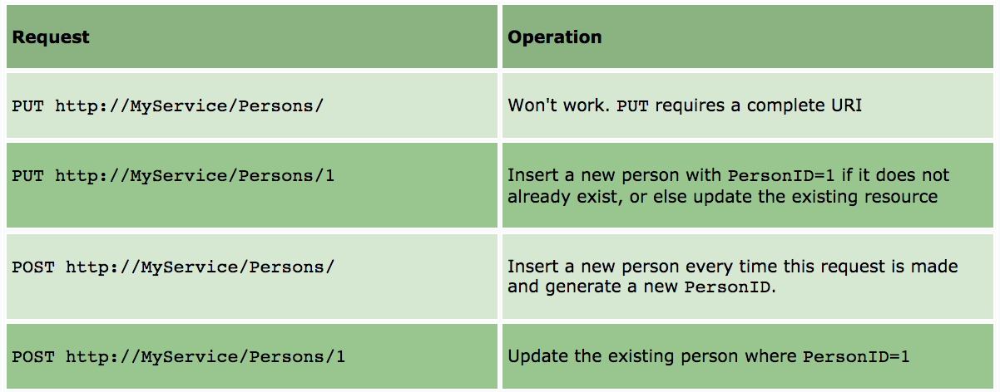 Request
Operation
PUT http://MyService/Persons/
Won't work. PUT requires a complete URI
PUT http://MyService/Persons/1
Insert a new person with PersonID=1 if it does not
already exist, or else update the existing resource
POST http://MyService/Persons/
Insert a new person every time this request is made
and generate a new PersonID.
POST http://MyService/Persons/1
Update the existing person where PersonID=1